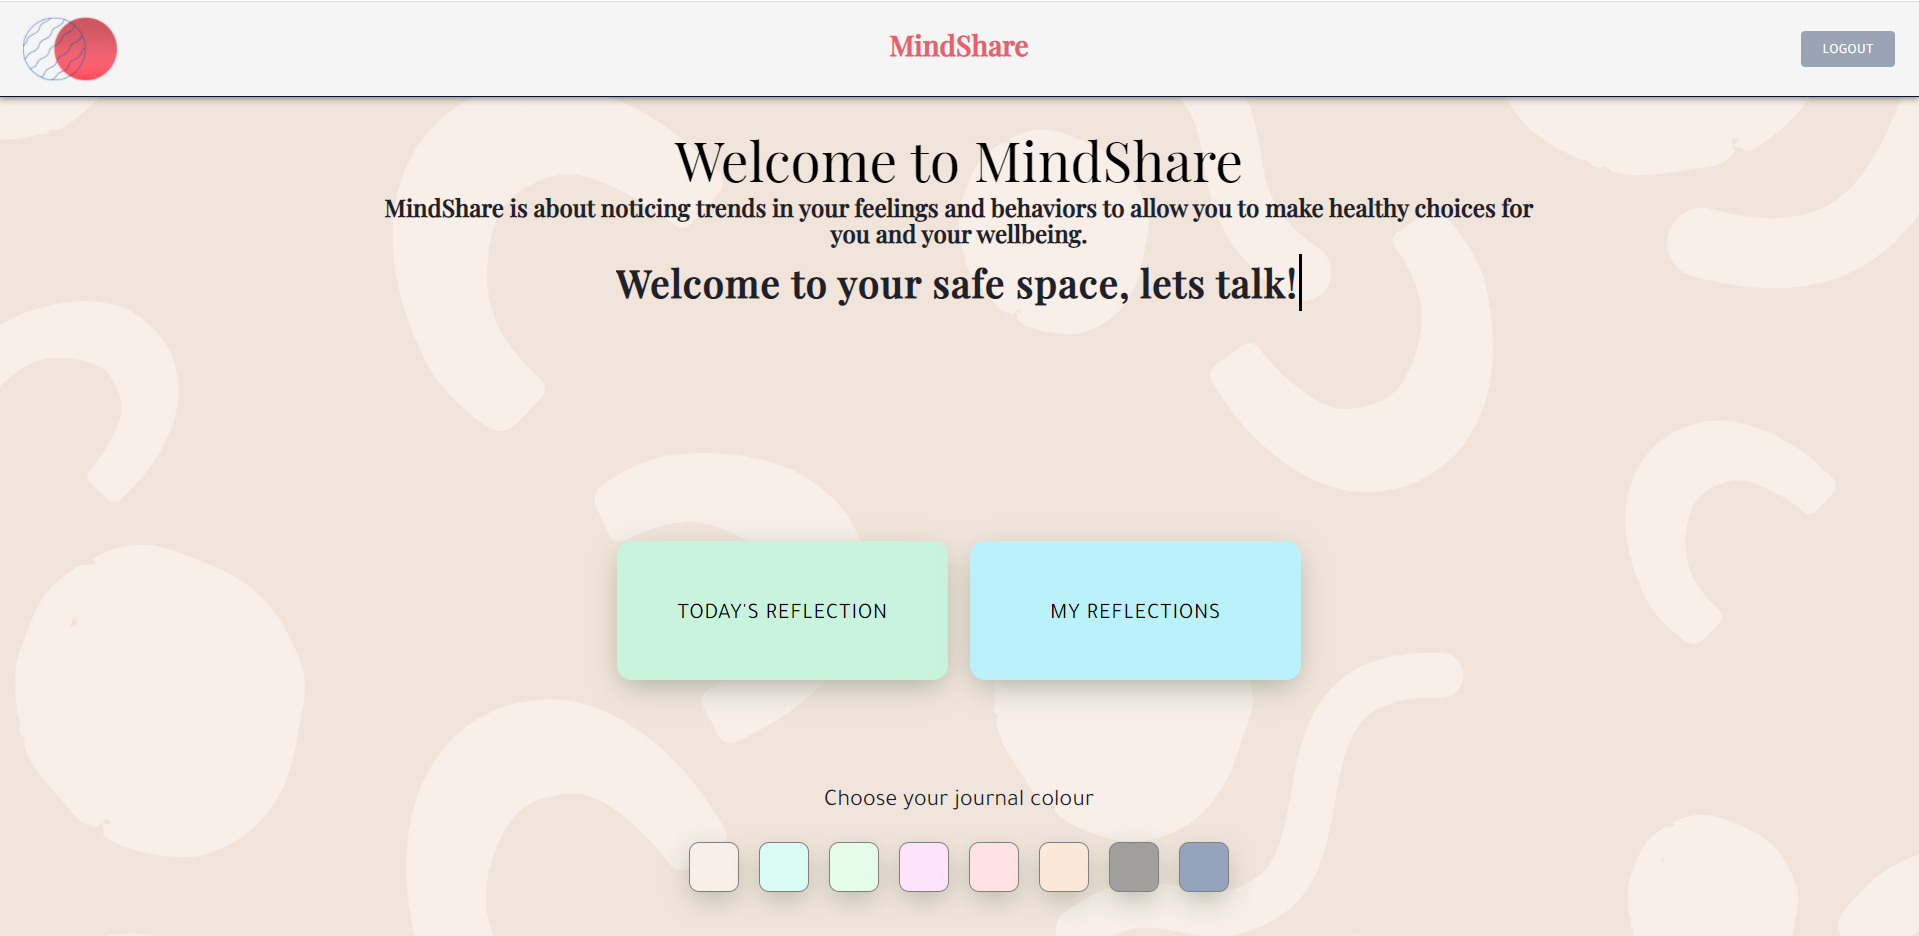 MindShare
LOGOUT
Welcome to MindShare
MindShare is about noticing trends in your feelings and behaviors to allow you to make healthy choices for
you and your wellbeing.
Welcome to your safe space, lets talk!
TODAY'S REFLECTION
MY REFLECTIONS
Choose your journal colour